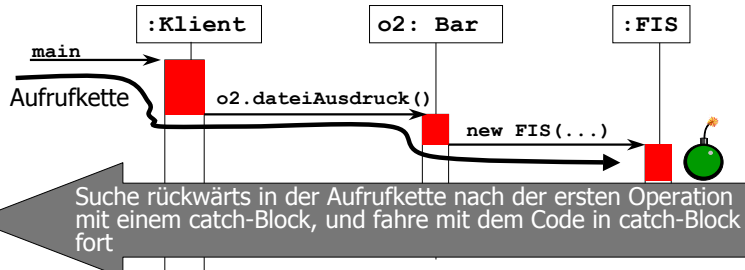 :Klient
o2: Bar
:FIS
main
Aufrufkette
o2.dateiAusdruck()
new FIS(...)
Suche rückwärts in der Aufrufkette nach der ersten Operation
mit einem catch-Block, und fahre mit dem Code in catch-Block
fort